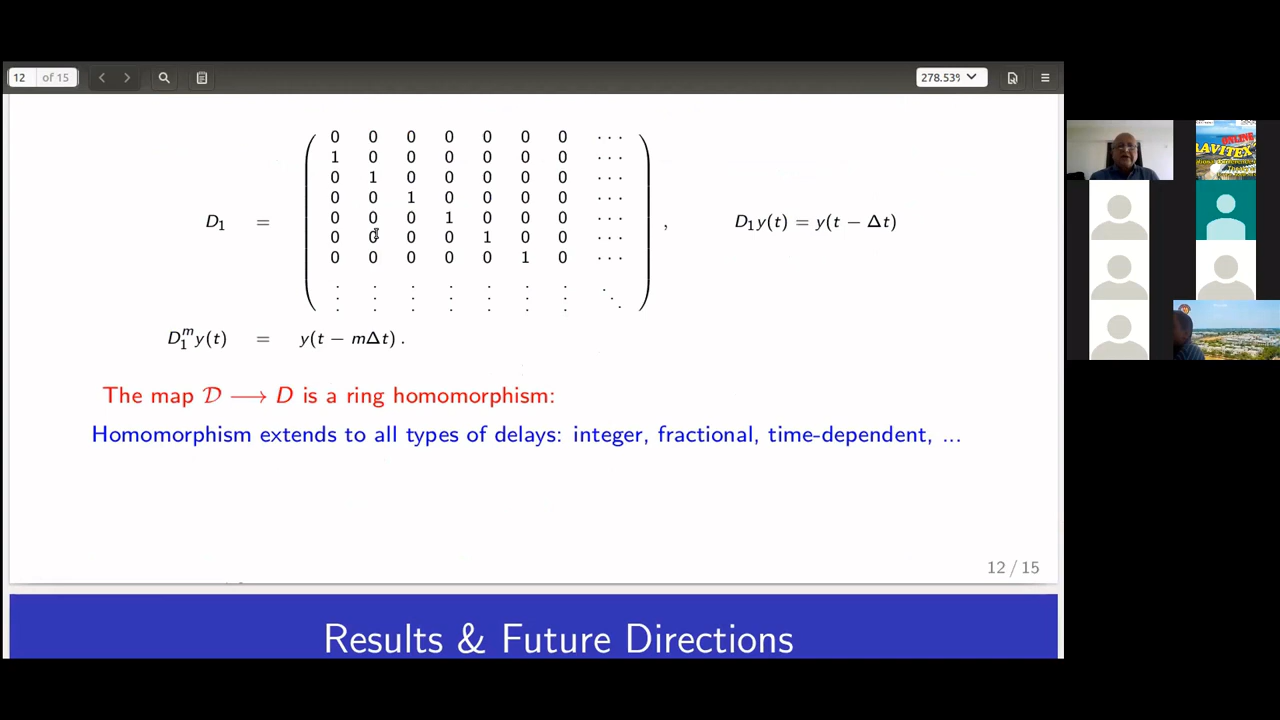 12 of 15
278.53%
0 0 0 0 0 0 0 ···
1 0 0 0 0 0 0 ···
0 1 0 0 0 0 0 ···
0 0 1 0 0 0 0 ···
D₁ = , D₁y(t) = y(t − Δt)
0 0 0 1 0 0 0 ···
0 0 0 0 1 0 0 ···
0 0 0 0 0 1 0 ···
⋮ ⋮ ⋮ ⋮ ⋮ ⋮ ⋮ ⋱
D₁ᵐy(t) = y(t − mΔt) .
The map 𝒟 ⟶ D is a ring homomorphism:
Homomorphism extends to all types of delays: integer, fractional, time-dependent, ...
12 / 15
Results & Future Directions
ONLINE